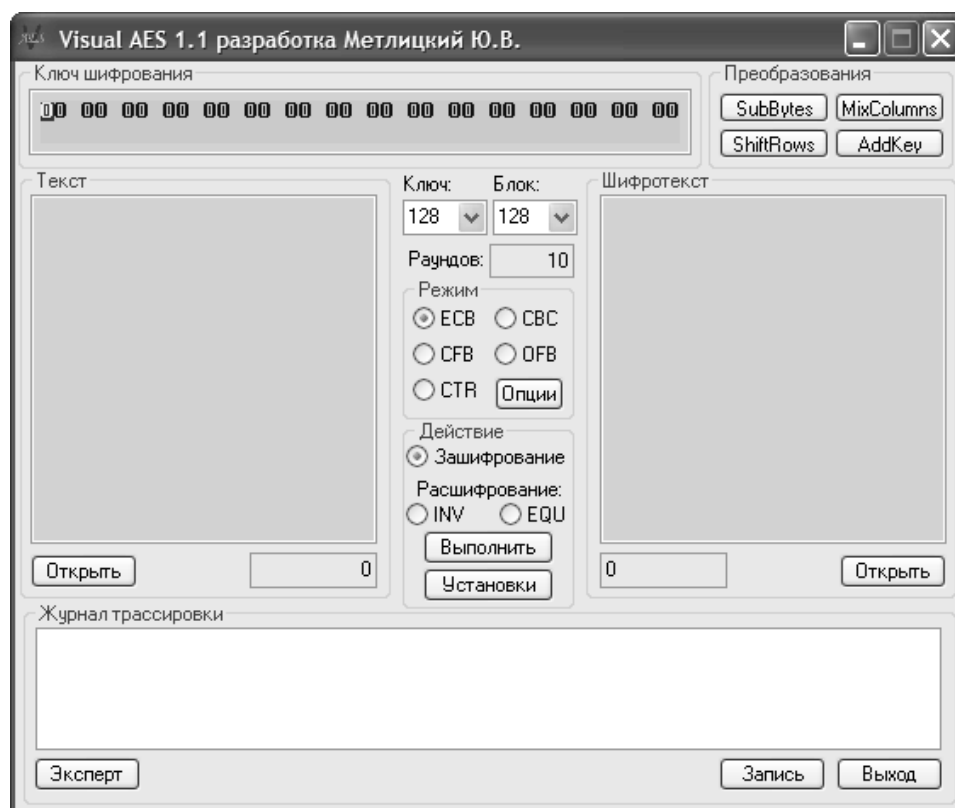 Visual AES 1.1 разработка Метлицкий Ю.В.
Ключ шифрования
00 00 00 00 00 00 00 00 00 00 00 00 00 00 00 00
Преобразования
SubBytes MixColumns
ShiftRows AddKey
Текст
Ключ: Блок:
128 128
Раундов: 10
Режим
ECB CBC
CFB OFB
CTR Опции
Действие
Зашифрование
Расшифрование:
INV EQU
Выполнить
Установки
Открыть 0
Шифротекст
0 Открыть
Журнал трассировки
Эксперт Запись Выход